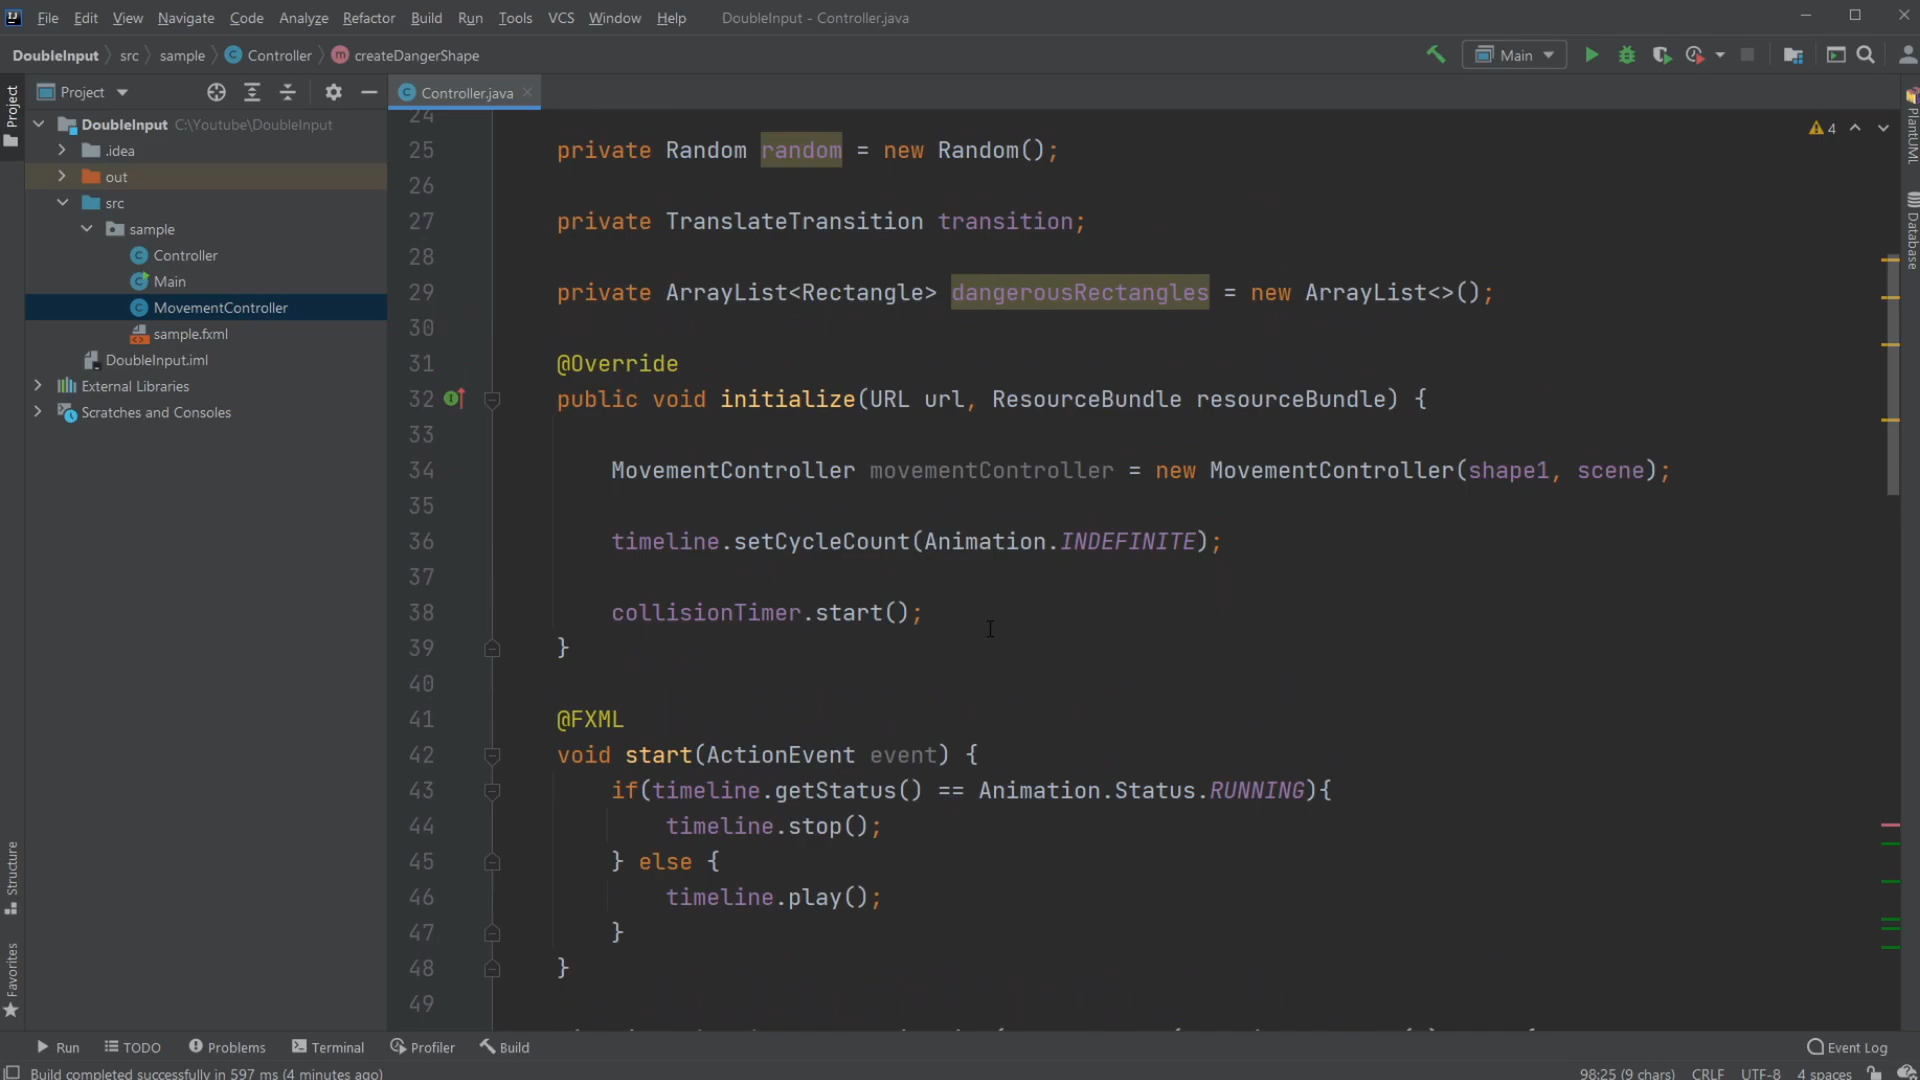 File Edit View Navigate Code Analyze Refactor Build Run Tools VCS Window Help DoubleInput - Controller.java
DoubleInput src sample Controller createDangerShape Main
Project Controller.java
Project
DoubleInput C:\Youtube\DoubleInput
.idea
out
src
sample
Controller
Main
MovementController
sample.fxml
DoubleInput.iml
External Libraries
Scratches and Consoles
Structure
Favorites
4
PlantUML
Database
24
25 private Random random = new Random();
26
27 private TranslateTransition transition;
28
29 private ArrayList<Rectangle> dangerousRectangles = new ArrayList<>();
30
31 @Override
32 public void initialize(URL url, ResourceBundle resourceBundle) {
33
34 MovementController movementController = new MovementController(shape1, scene);
35
36 timeline.setCycleCount(Animation.INDEFINITE);
37
38 collisionTimer.start();
39 }
40
41 @FXML
42 void start(ActionEvent event) {
43 if(timeline.getStatus() == Animation.Status.RUNNING){
44 timeline.stop();
45 } else {
46 timeline.play();
47 }
48 }
49
Run TODO Problems Terminal Profiler Build Event Log
Build completed successfully in 597 ms (4 minutes ago) 98:25 (9 chars) CRLF UTF-8 4 spaces